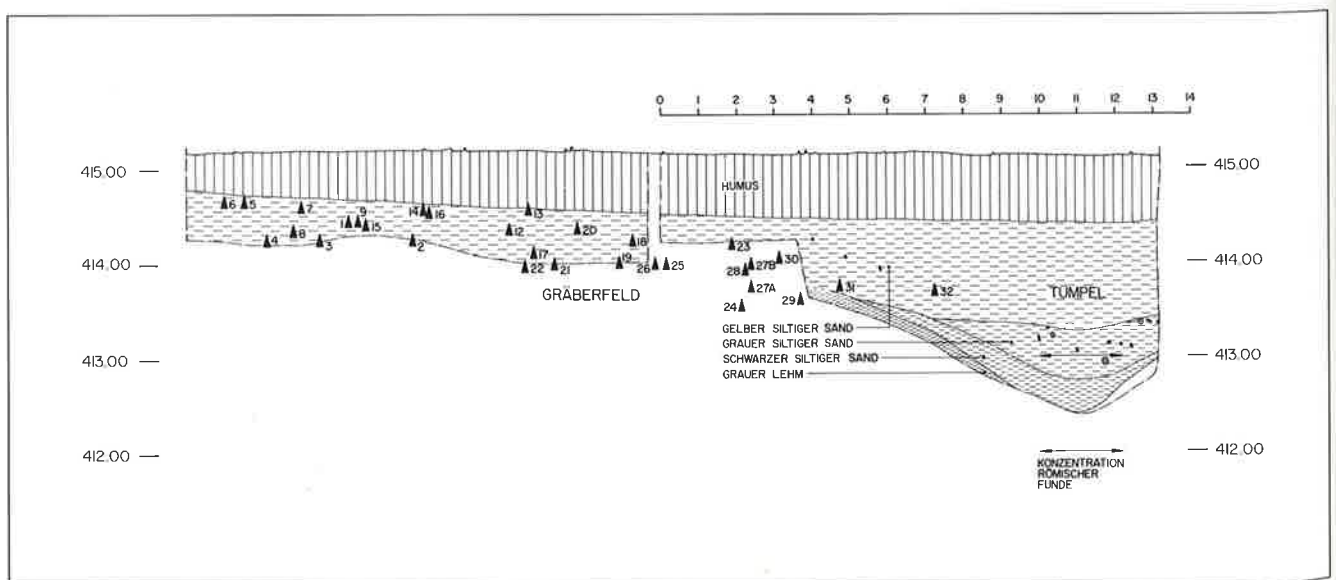 0 1 2 3 4 5 6 7 8 9 10 11 12 13 14
415.00 415.00
HUMUS
6 5 7 14 16 13
9
1 15 12 20
8
4 3 2 18 23
17 30
22 21 19 26 25 28 27B
414.00 414.00
27A 31 32
GRÄBERFELD TÜMPEL
24 29
GELBER SILTIGER SAND
GRAUER SILTIGER SAND
SCHWARZER SILTIGER SAND
413.00 413.00
GRAUER LEHM
412.00 412.00
KONZENTRATION
RÖMISCHER
FUNDE